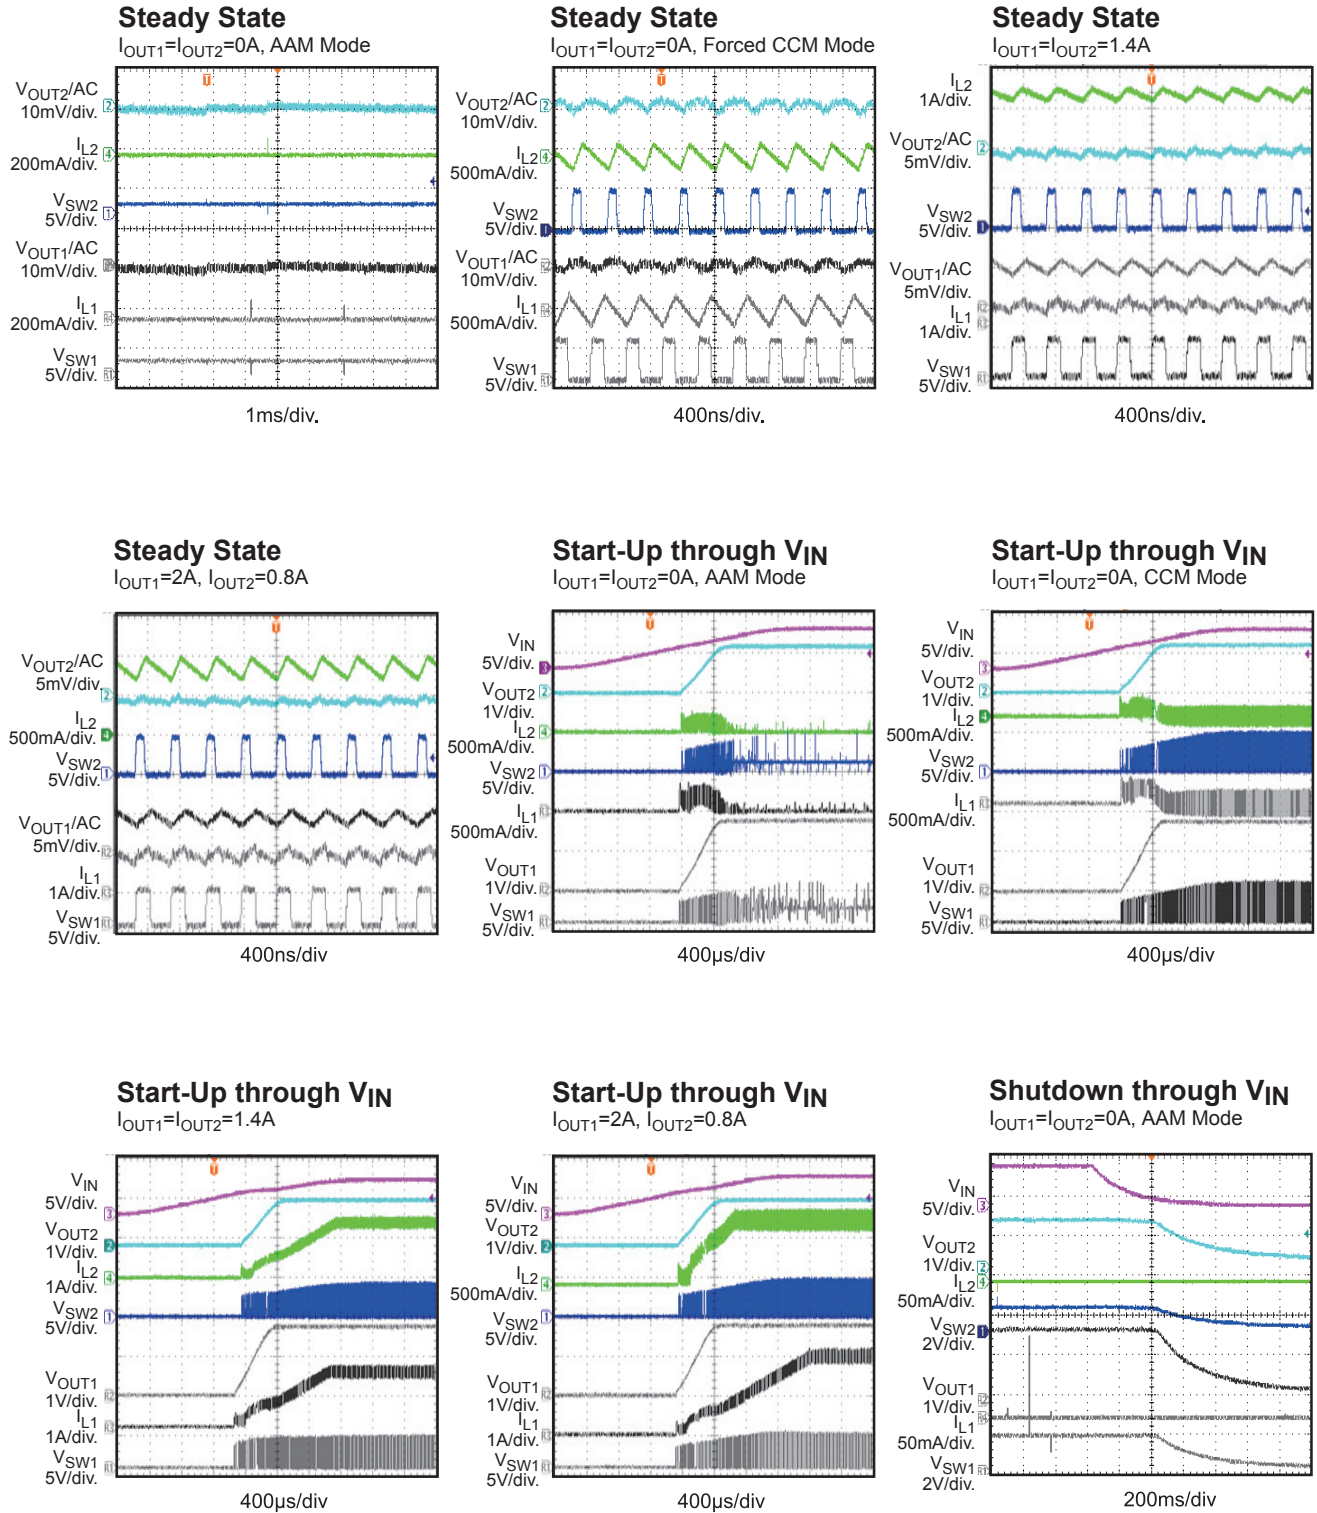 Steady State
IOUT1=IOUT2=0A, AAM Mode
VOUT2/AC
10mV/div.
IL2
200mA/div.
VSW2
5V/div.
VOUT1/AC
10mV/div.
IL1
200mA/div.
VSW1
5V/div.
1ms/div.
Steady State
IOUT1=IOUT2=0A, Forced CCM Mode
VOUT2/AC
10mV/div.
IL2
500mA/div.
VSW2
5V/div.
VOUT1/AC
10mV/div.
IL1
500mA/div.
VSW1
5V/div.
400ns/div.
Steady State
IOUT1=IOUT2=1.4A
IL2
1A/div.
VOUT2/AC
5mV/div.
VSW2
5V/div.
VOUT1/AC
5mV/div.
IL1
1A/div.
VSW1
5V/div.
400ns/div.
Steady State
IOUT1=2A, IOUT2=0.8A
VOUT2/AC
5mV/div.
IL2
500mA/div.
VSW2
5V/div.
VOUT1/AC
5mV/div.
IL1
1A/div.
VSW1
5V/div.
400ns/div
Start-Up through VIN
IOUT1=IOUT2=0A, AAM Mode
VIN
5V/div.
VOUT2
1V/div.
IL2
500mA/div.
VSW2
5V/div.
IL1
500mA/div.
VOUT1
1V/div.
VSW1
5V/div.
400µs/div
Start-Up through VIN
IOUT1=IOUT2=0A, CCM Mode
VIN
5V/div.
VOUT2
1V/div.
IL2
500mA/div.
VSW2
5V/div.
IL1
500mA/div.
VOUT1
1V/div.
VSW1
5V/div.
400µs/div
Start-Up through VIN
IOUT1=IOUT2=1.4A
VIN
5V/div.
VOUT2
1V/div.
IL2
1A/div.
VSW2
5V/div.
VOUT1
1V/div.
IL1
1A/div.
VSW1
5V/div.
400µs/div
Start-Up through VIN
IOUT1=2A, IOUT2=0.8A
VIN
5V/div.
VOUT2
1V/div.
IL2
500mA/div.
VSW2
5V/div.
VOUT1
1V/div.
IL1
1A/div.
VSW1
5V/div.
400µs/div
Shutdown through VIN
IOUT1=IOUT2=0A, AAM Mode
VIN
5V/div.
VOUT2
1V/div.
IL2
50mA/div.
VSW2
2V/div.
VOUT1
1V/div.
IL1
50mA/div.
VSW1
2V/div.
200ms/div